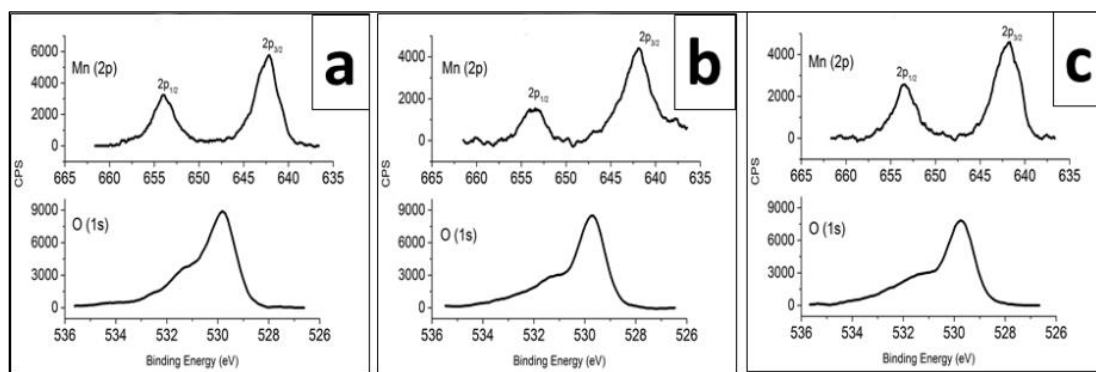 a
2p3/2
Mn (2p)
2p1/2
6000
4000
2000
0
665 660 655 650 645 640 635
CPS
9000
O (1s)
6000
3000
0
536 534 532 530 528 526
Binding Energy (eV)
b
2p3/2
Mn (2p)
2p1/2
4000
2000
0
665 660 655 650 645 640 635
CPS
9000
O (1s)
6000
3000
0
536 534 532 530 528 526
Binding Energy (eV)
c
2p3/2
Mn (2p)
2p1/2
4000
2000
0
665 660 655 650 645 640 635
CPS
9000
O (1s)
6000
3000
0
536 534 532 530 528 526
Binding Energy (eV)